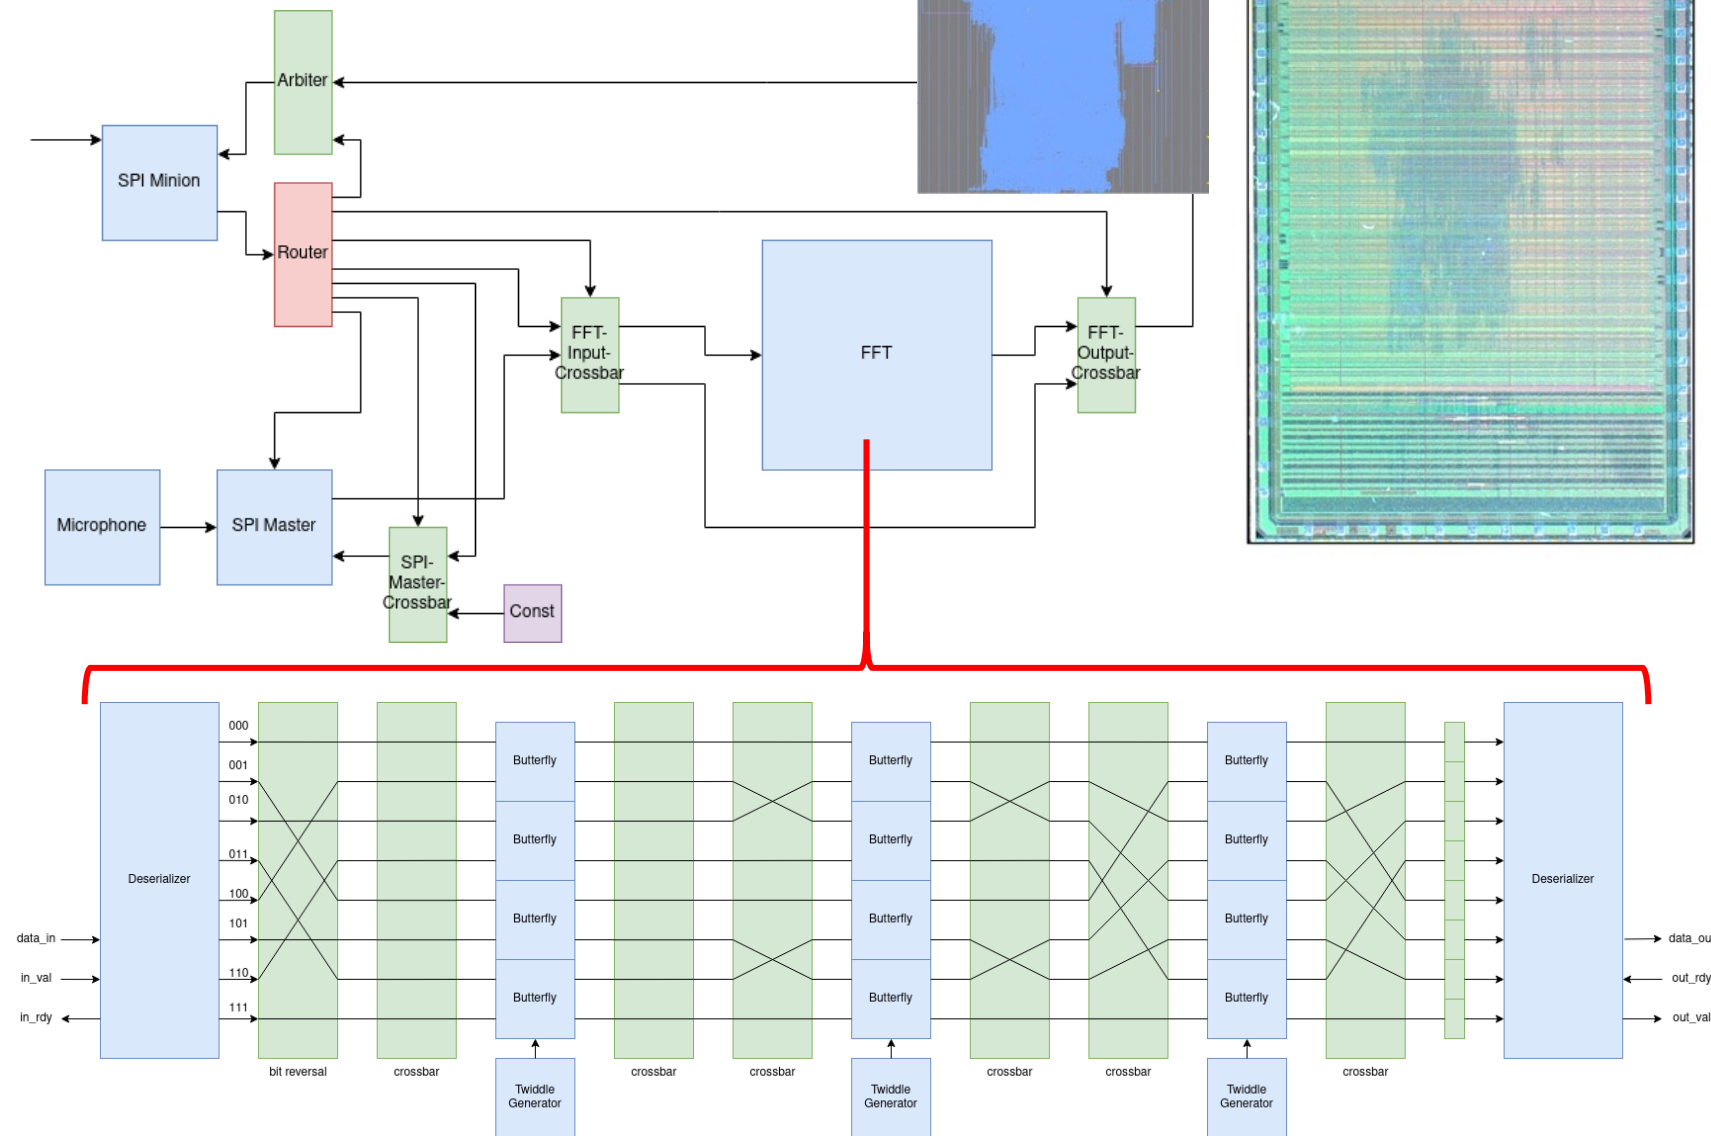 Arbiter
SPI Minion
Router
FFT-
Input-
Crossbar
FFT
FFT-
Output-
Crossbar
Microphone
SPI Master
SPI-
Master-
Crossbar
Const
000
001
010
011
100
101
110
111
Deserializer
data_in
in_val
in_rdy
Butterfly
Butterfly
Butterfly
Butterfly
Butterfly
Butterfly
Butterfly
Butterfly
Butterfly
Butterfly
Butterfly
Butterfly
Deserializer
data_ou
out_rdy
out_val
bit reversal
crossbar
crossbar
crossbar
crossbar
crossbar
crossbar
Twiddle
Generator
Twiddle
Generator
Twiddle
Generator